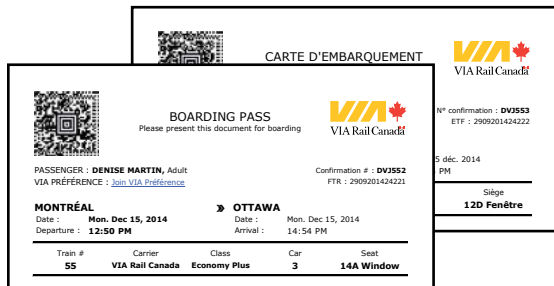 CARTE D'EMBARQUEMENT
VIA Rail Canada
N° confirmation : DVJ553
ETF : 2909201424222
5 déc. 2014
PM
Siège
12D Fenêtre
BOARDING PASS
Please present this document for boarding
VIA Rail Canada
PASSENGER : DENISE MARTIN, Adult
Confirmation # : DVJ552
VIA PRÉFÉRENCE : Join VIA Préférence
FTR : 2909201424221
MONTRÉAL » OTTAWA
Date : Mon. Dec 15, 2014 Date : Mon. Dec 15, 2014
Departure : 12:50 PM Arrival : 14:54 PM
Train # Carrier Class Car Seat
55 VIA Rail Canada Economy Plus 3 14A Window